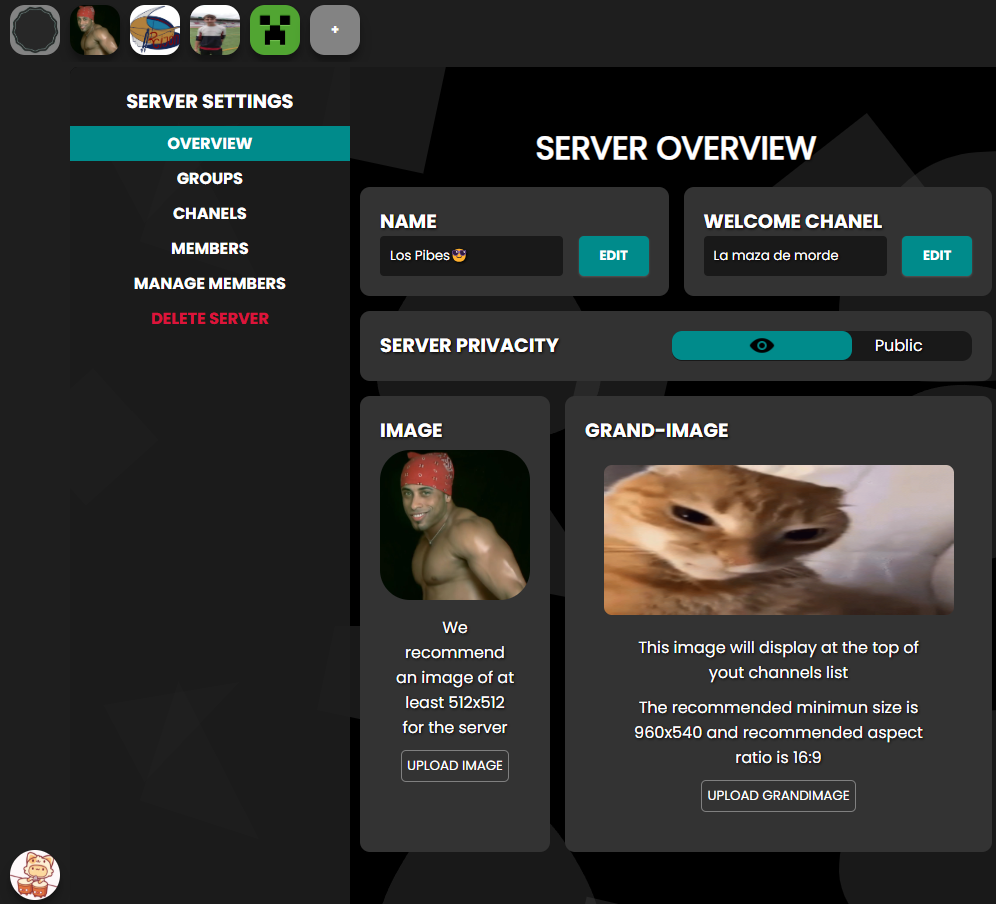 +
SERVER SETTINGS
OVERVIEW
GROUPS
CHANELS
MEMBERS
MANAGE MEMBERS
DELETE SERVER
SERVER OVERVIEW
NAME
Los Pibes😎
EDIT
WELCOME CHANEL
La maza de morde
EDIT
SERVER PRIVACITY
Public
IMAGE
We
recommend
an image of at
least 512x512
for the server
UPLOAD IMAGE
GRAND-IMAGE
This image will display at the top of
yout channels list
The recommended minimun size is
960x540 and recommended aspect
ratio is 16:9
UPLOAD GRANDIMAGE